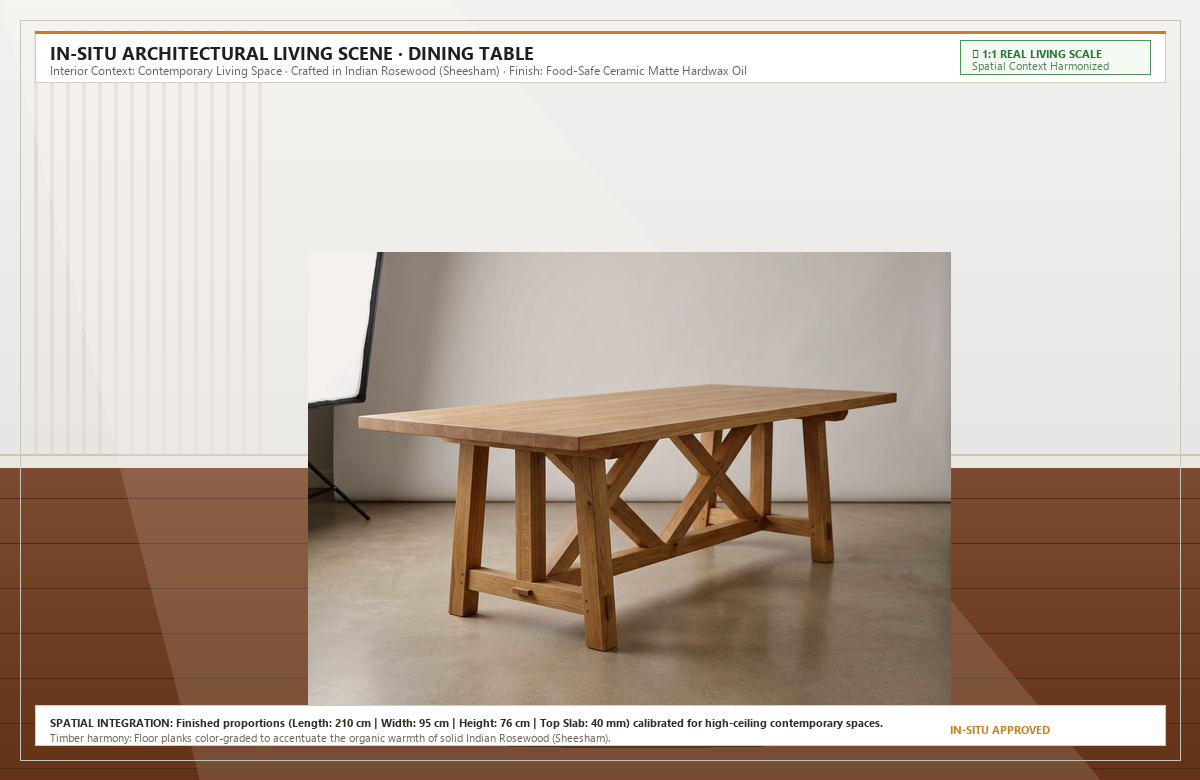 IN-SITU ARCHITECTURAL LIVING SCENE · DINING TABLE
Interior Context: Contemporary Living Space · Crafted in Indian Rosewood (Sheesham) · Finish: Food-Safe Ceramic Matte Hardwax Oil
1:1 REAL LIVING SCALE
Spatial Context Harmonized
SPATIAL INTEGRATION: Finished proportions (Length: 210 cm | Width: 95 cm | Height: 76 cm | Top Slab: 40 mm) calibrated for high-ceiling contemporary spaces.
Timber harmony: Floor planks color-graded to accentuate the organic warmth of solid Indian Rosewood (Sheesham).
IN-SITU APPROVED